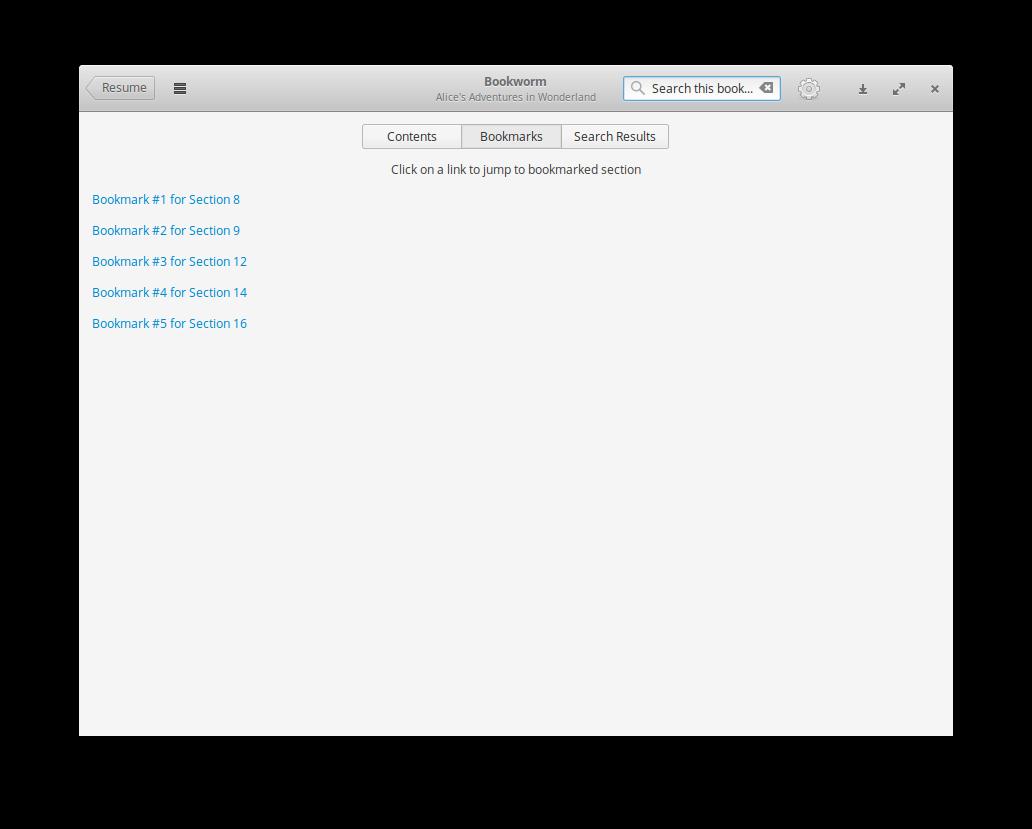 Resume
Bookworm
Alice's Adventures in Wonderland
Search this book...
Contents
Bookmarks
Search Results
Click on a link to jump to bookmarked section
Bookmark #1 for Section 8
Bookmark #2 for Section 9
Bookmark #3 for Section 12
Bookmark #4 for Section 14
Bookmark #5 for Section 16